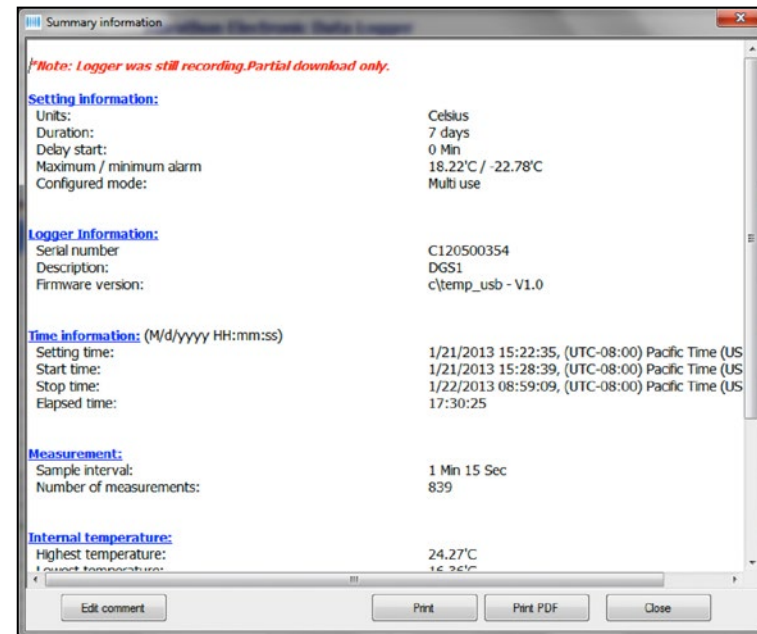 Summary information
*Note: Logger was still recording.Partial download only.
Setting information:
Units: Celsius
Duration: 7 days
Delay start: 0 Min
Maximum / minimum alarm 18.22'C / -22.78'C
Configured mode: Multi use
Logger Information:
Serial number C120500354
Description: DGS1
Firmware version: c\temp_usb - V1.0
Time information: (M/d/yyyy HH:mm:ss)
Setting time: 1/21/2013 15:22:35, (UTC-08:00) Pacific Time (US
Start time: 1/21/2013 15:28:39, (UTC-08:00) Pacific Time (US
Stop time: 1/22/2013 08:59:09, (UTC-08:00) Pacific Time (US
Elapsed time: 17:30:25
Measurement:
Sample interval: 1 Min 15 Sec
Number of measurements: 839
Internal temperature:
Highest temperature: 24.27'C
Lowest temperature: 16.36'C
Edit comment Print Print PDF Close